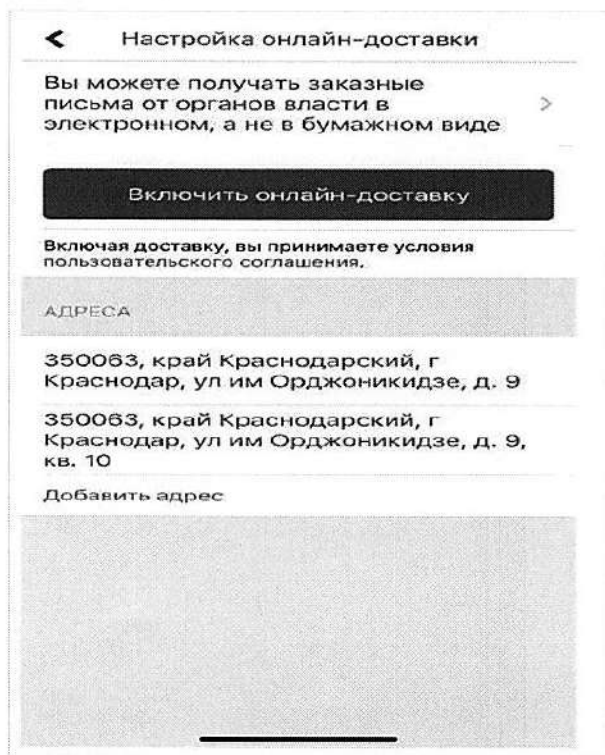 Настройка онлайн-доставки
Вы можете получать заказные
письма от органов власти в
электронном, а не в бумажном виде
Включить онлайн-доставку
Включая доставку, вы принимаете условия
пользовательского соглашения.
АДРЕСА
350063, край Краснодарский, г
Краснодар, ул им Орджоникидзе, д. 9
350063, край Краснодарский, г
Краснодар, ул им Орджоникидзе, д. 9,
кв. 10
Добавить адрес